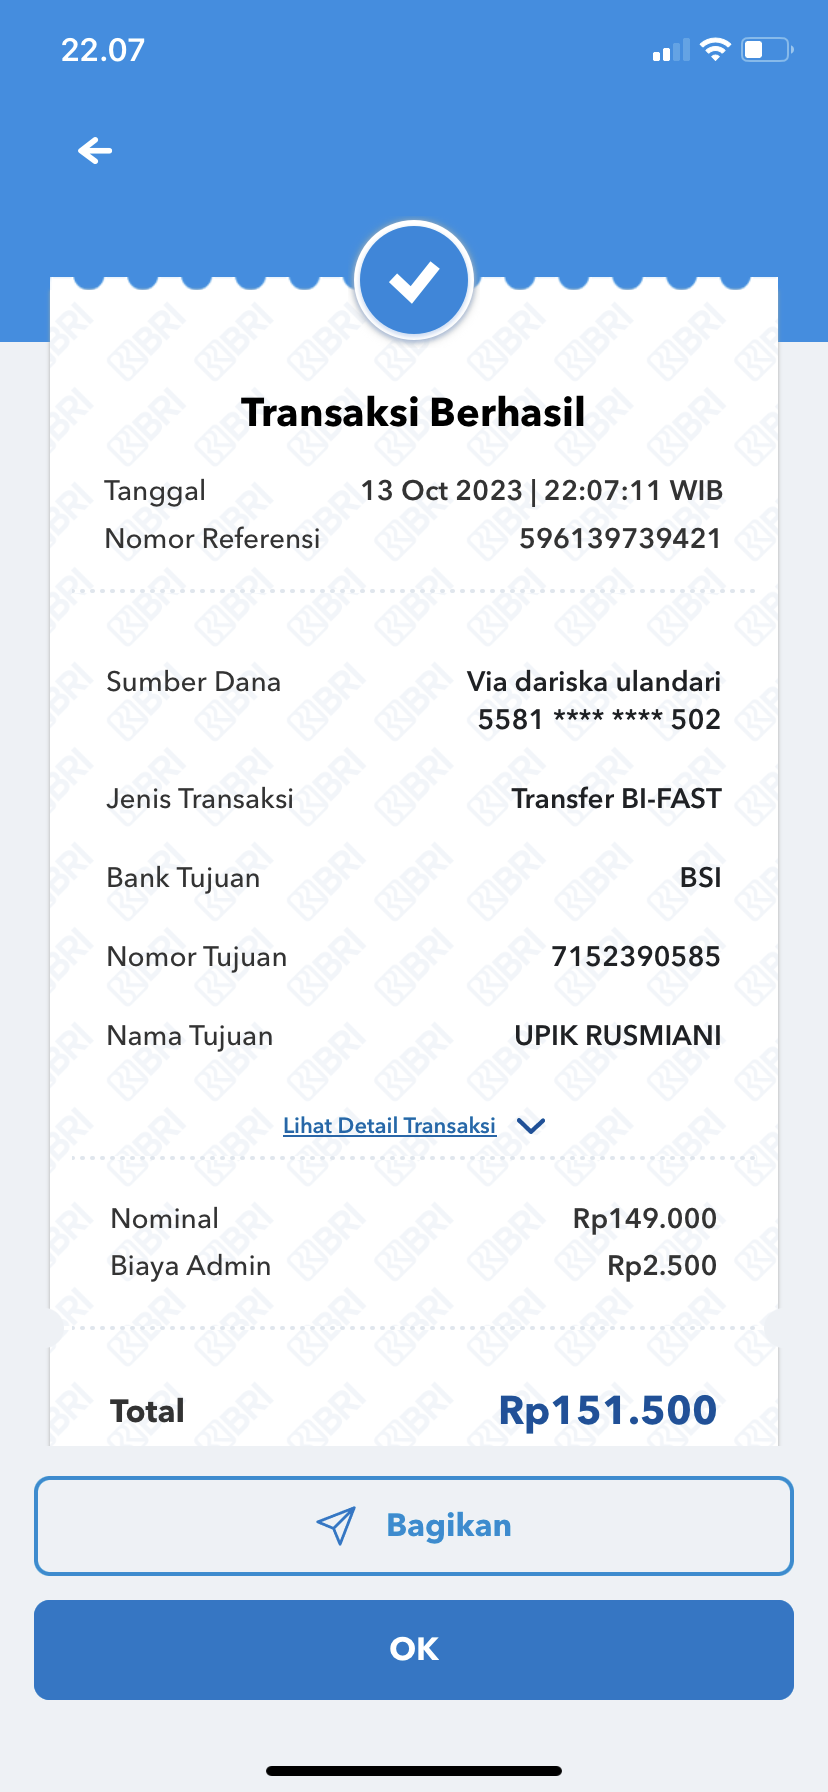 22.07
Transaksi Berhasil
Tanggal 13 Oct 2023 | 22:07:11 WIB
Nomor Referensi 596139739421
Sumber Dana Via dariska ulandari
5581 **** **** 502
Jenis Transaksi Transfer BI-FAST
Bank Tujuan BSI
Nomor Tujuan 7152390585
Nama Tujuan UPIK RUSMIANI
Lihat Detail Transaksi
Nominal Rp149.000
Biaya Admin Rp2.500
Total Rp151.500
Bagikan
OK